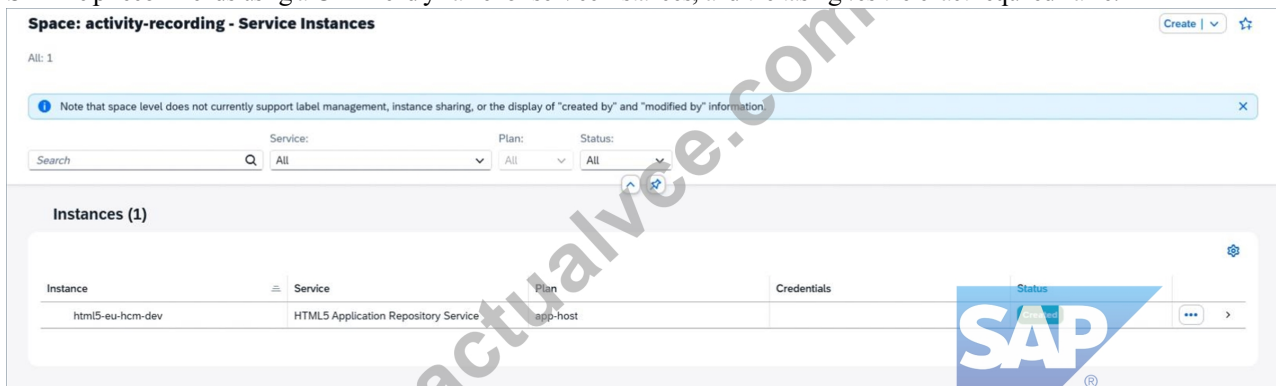 Space: activity-recording - Service Instances
Create
All: 1
Note that space level does not currently support label management, instance sharing, or the display of "created by" and "modified by" information.
Service: Plan: Status:
Search All All All
Instances (1)
Instance Service Plan Credentials Status
html5-eu-hcm-dev HTML5 Application Repository Service app-host Created
SAP ®
actualvce.com